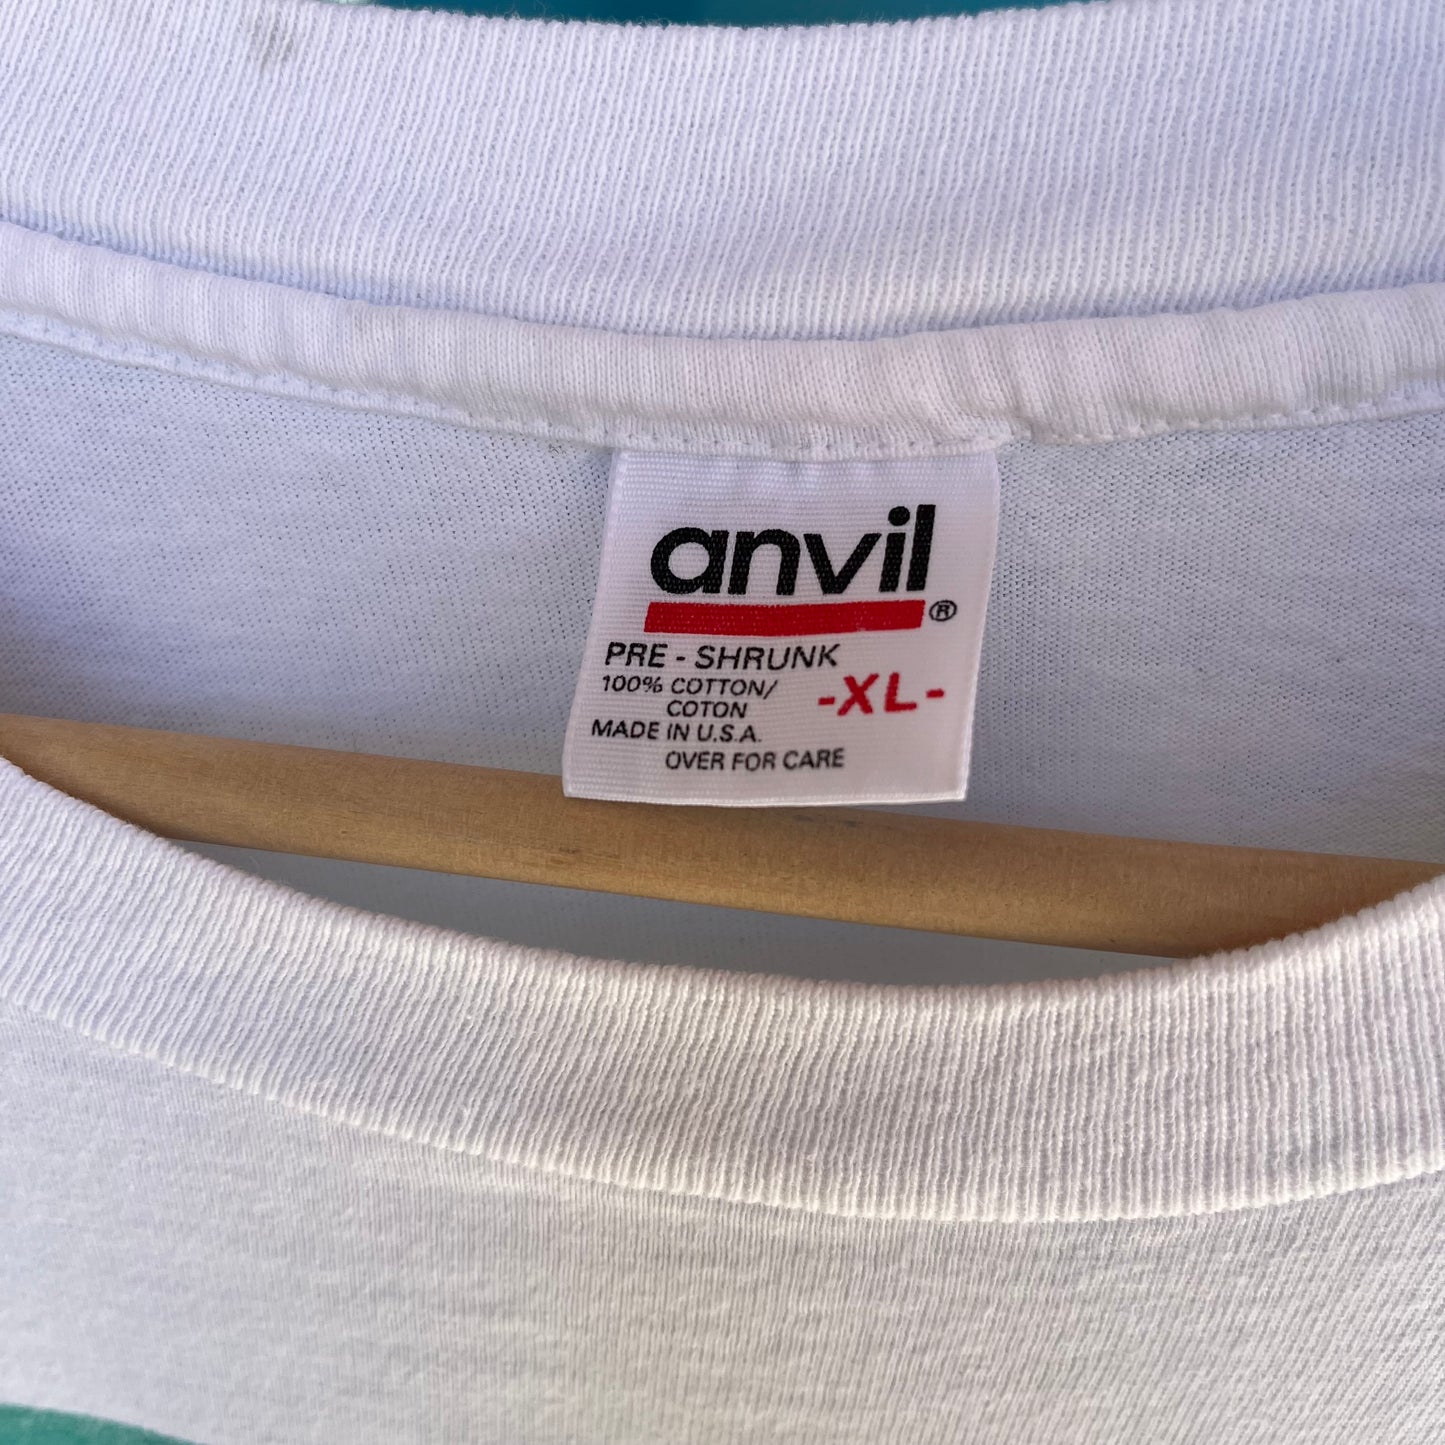 anvil®
PRE - SHRUNK
100% COTTON/
COTON
-XL-
MADE IN U.S.A.
OVER FOR CARE